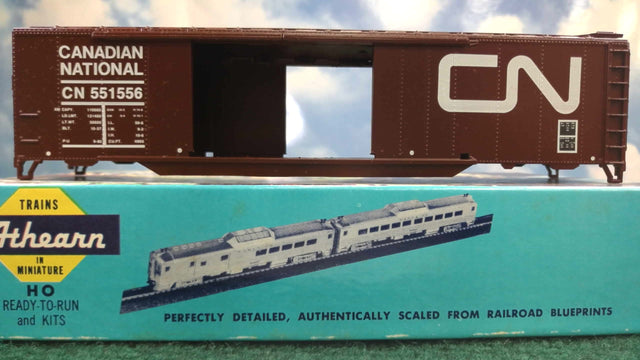 CANADIAN
NATIONAL
CN 551556
CN
TRAINS
Athearn
IN
MINIATURE
HO
READY-TO-RUN
and KITS
PERFECTLY DETAILED, AUTHENTICALLY SCALED FROM RAILROAD BLUEPRINTS